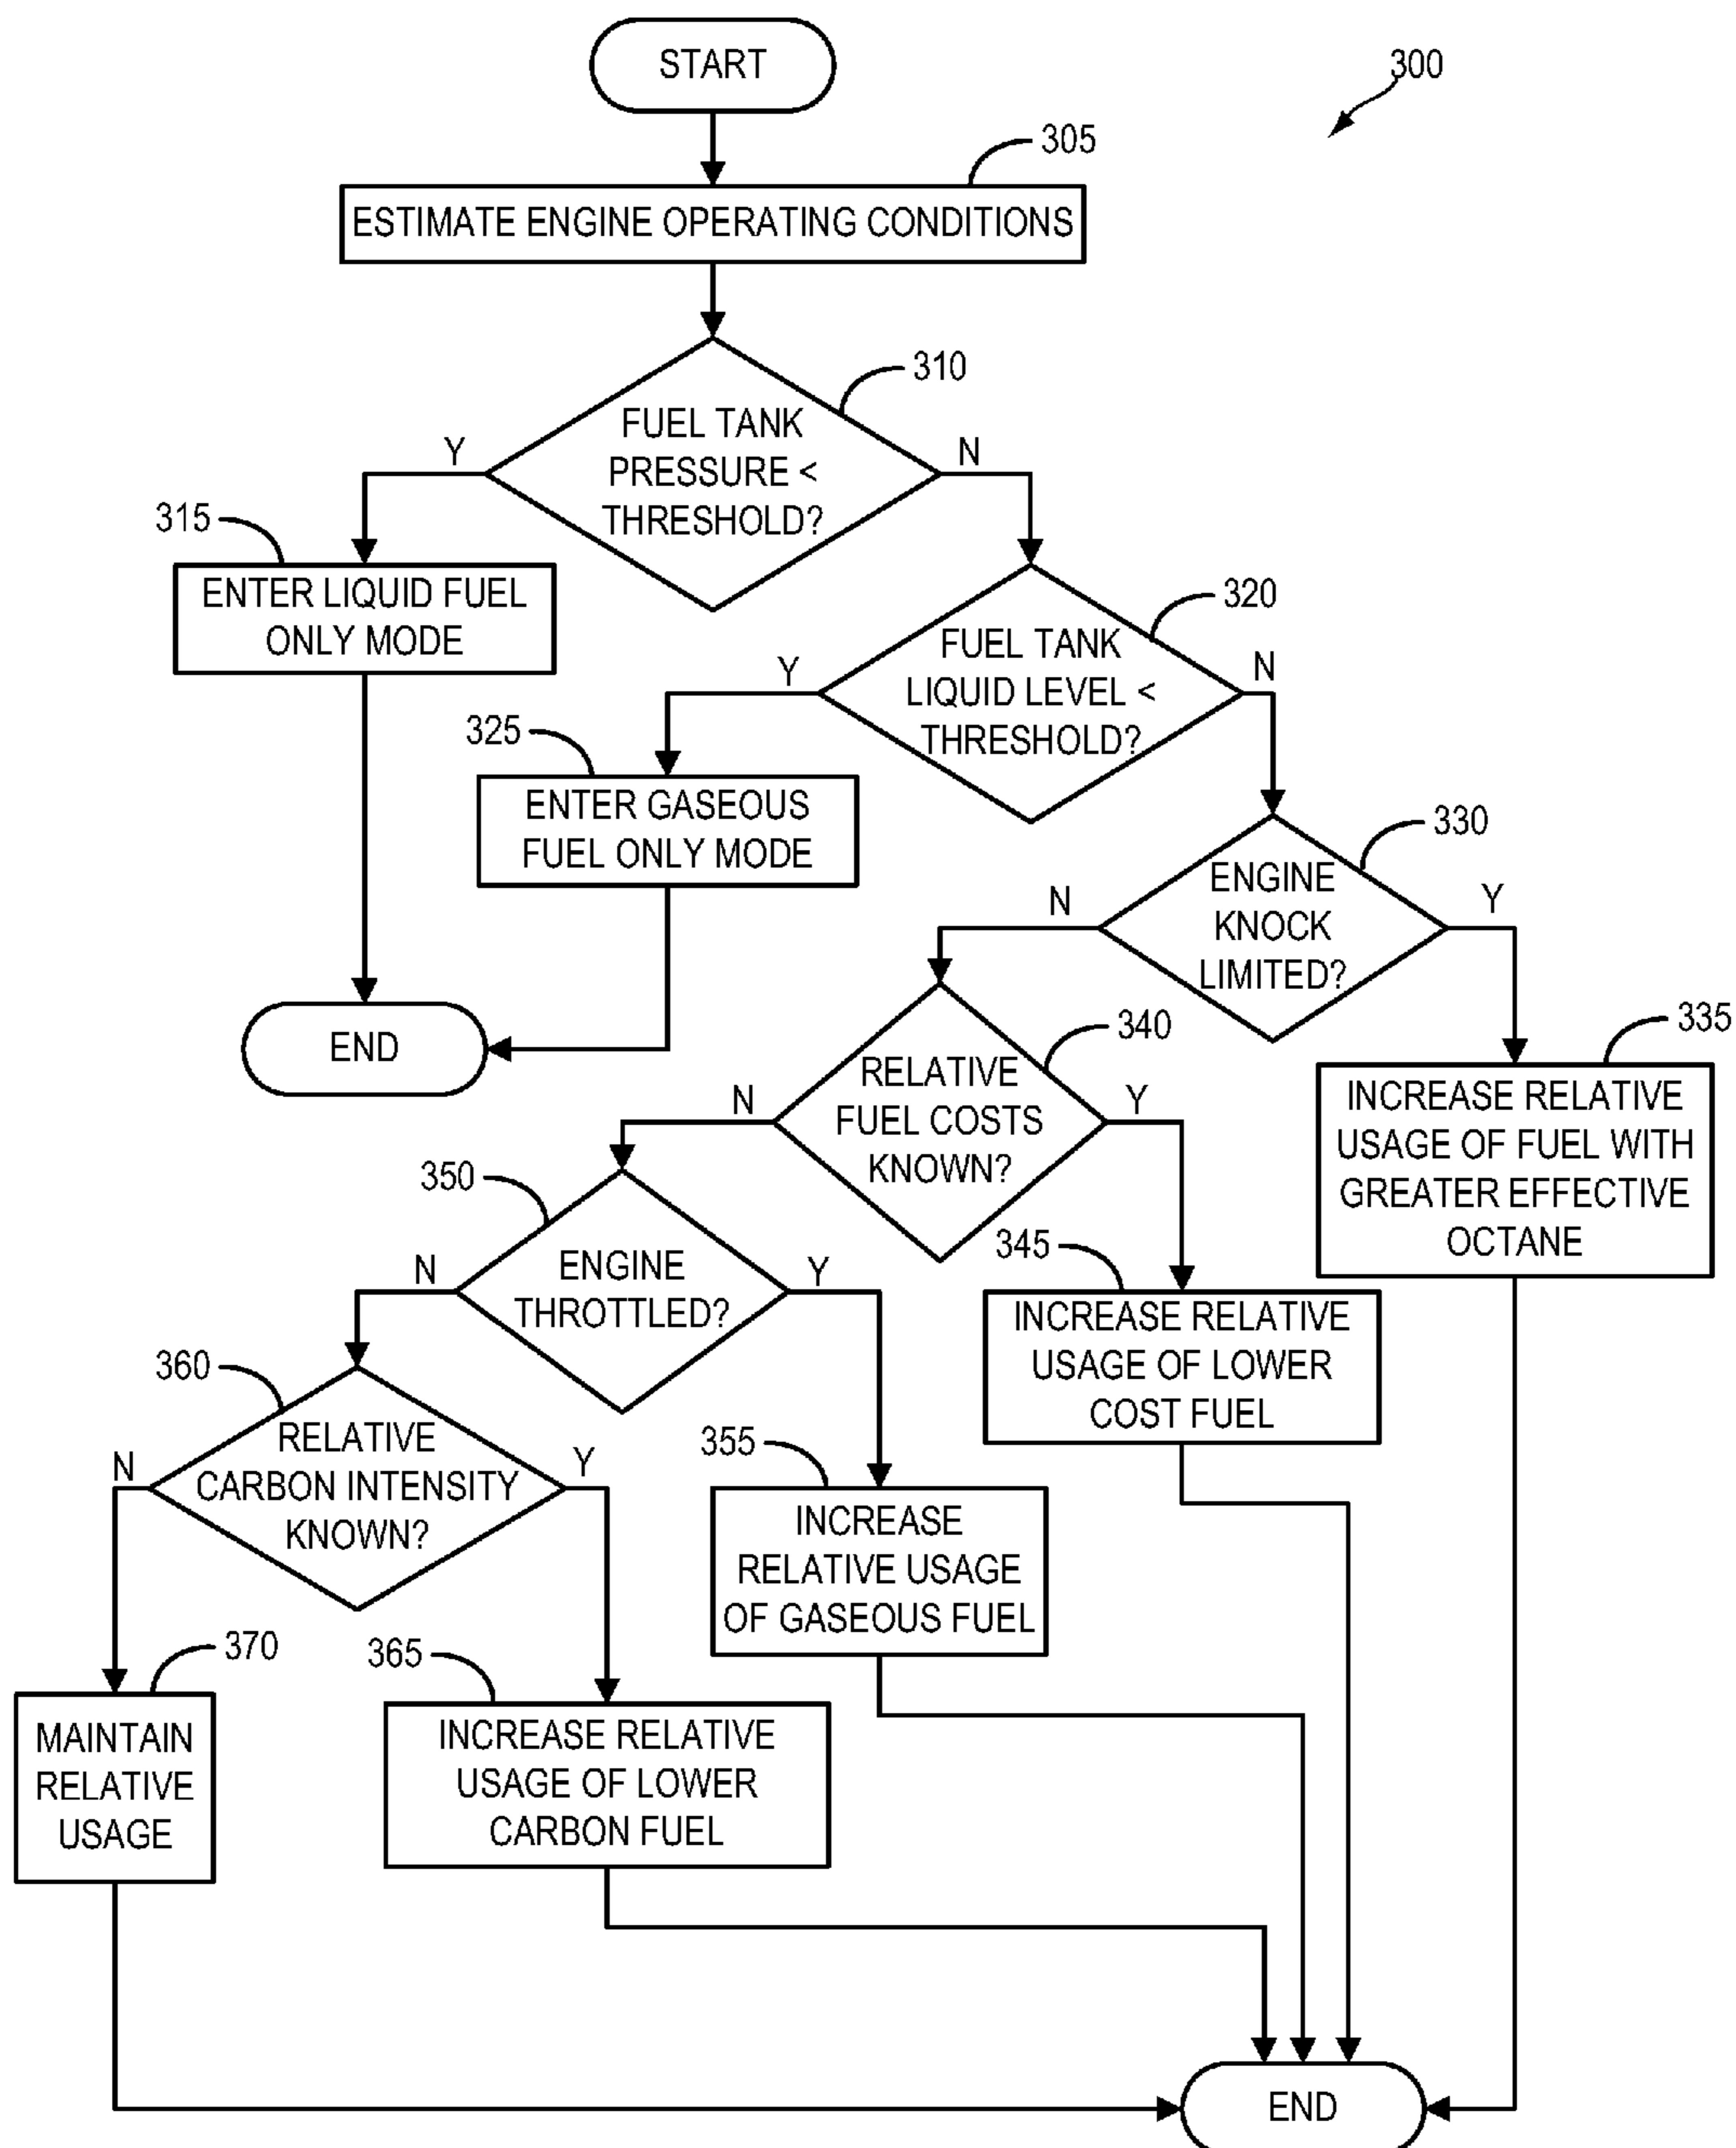 START
300
305
ESTIMATE ENGINE OPERATING CONDITIONS
310
FUEL TANK
PRESSURE <
THRESHOLD?
Y
N
315
ENTER LIQUID FUEL
ONLY MODE
320
FUEL TANK
LIQUID LEVEL <
THRESHOLD?
Y
N
325
ENTER GASEOUS
FUEL ONLY MODE
330
ENGINE
KNOCK
LIMITED?
N
Y
END
335
INCREASE RELATIVE
USAGE OF FUEL WITH
GREATER EFFECTIVE
OCTANE
340
RELATIVE
FUEL COSTS
KNOWN?
N
Y
345
INCREASE RELATIVE
USAGE OF LOWER
COST FUEL
350
ENGINE
THROTTLED?
N
Y
355
INCREASE
RELATIVE USAGE
OF GASEOUS FUEL
360
RELATIVE
CARBON INTENSITY
KNOWN?
N
Y
370
MAINTAIN
RELATIVE
USAGE
365
INCREASE RELATIVE
USAGE OF LOWER
CARBON FUEL
END